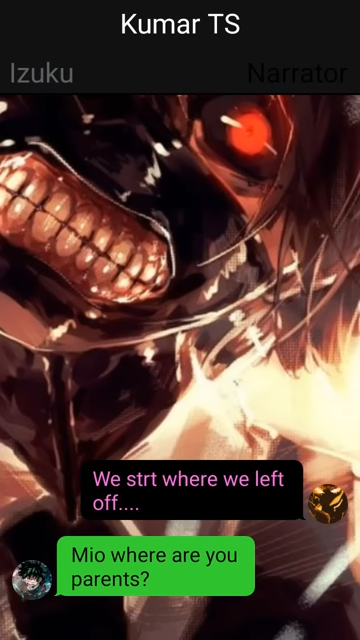 Kumar TS
Izuku
Narrator
We strt where we left
off....
Mio where are you
parents?